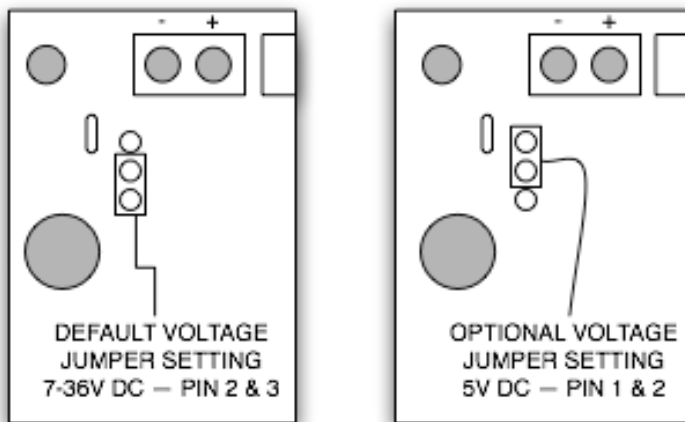 - +
DEFAULT VOLTAGE
JUMPER SETTING
7-36V DC — PIN 2 & 3
- +
OPTIONAL VOLTAGE
JUMPER SETTING
5V DC — PIN 1 & 2